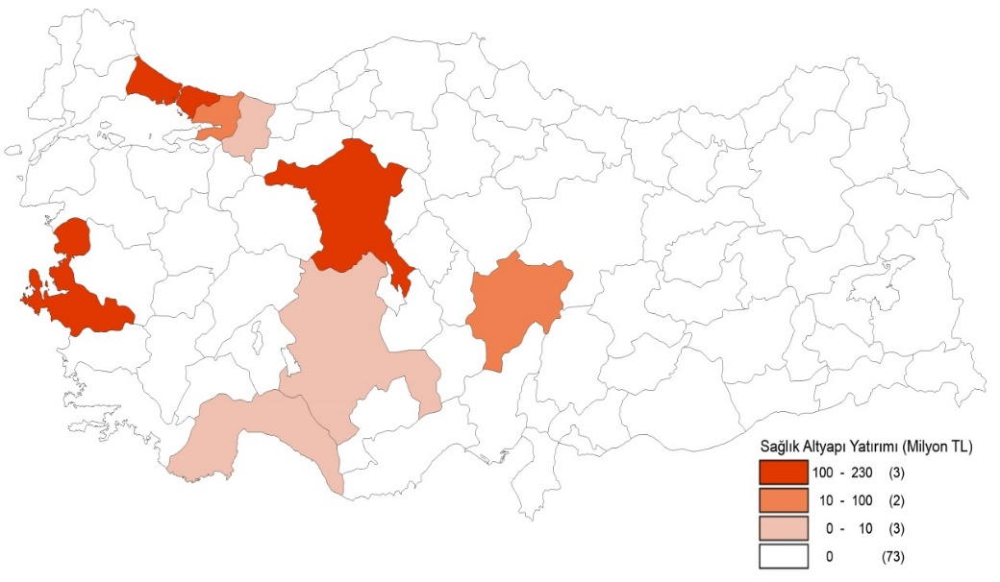 Sağlık Altyapı Yatırımı (Milyon TL)
100 - 230 (3)
10 - 100 (2)
0 - 10 (3)
0 (73)